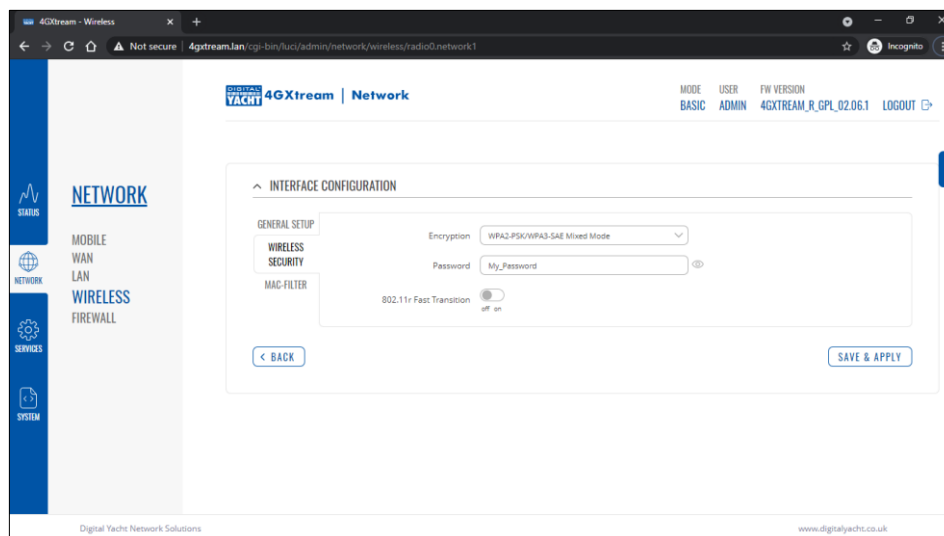 4GXtream - Wireless
Incognito
Not secure | 4gxtream.lan/cgi-bin/luci/admin/network/wireless/radio0.network1
DIGITAL YACHT 4GXtream | Network
MODE USER FW VERSION
BASIC ADMIN 4GXTREAM_R_GPL_02.06.1 LOGOUT
STATUS
NETWORK
SERVICES
SYSTEM
NETWORK
MOBILE
WAN
LAN
WIRELESS
FIREWALL
INTERFACE CONFIGURATION
GENERAL SETUP
WIRELESS
SECURITY
MAC-FILTER
Encryption WPA2-PSK/WPA3-SAE Mixed Mode
Password My_Password
802.11r Fast Transition
off on
< BACK
SAVE & APPLY
Digital Yacht Network Solutions
www.digitalyacht.co.uk